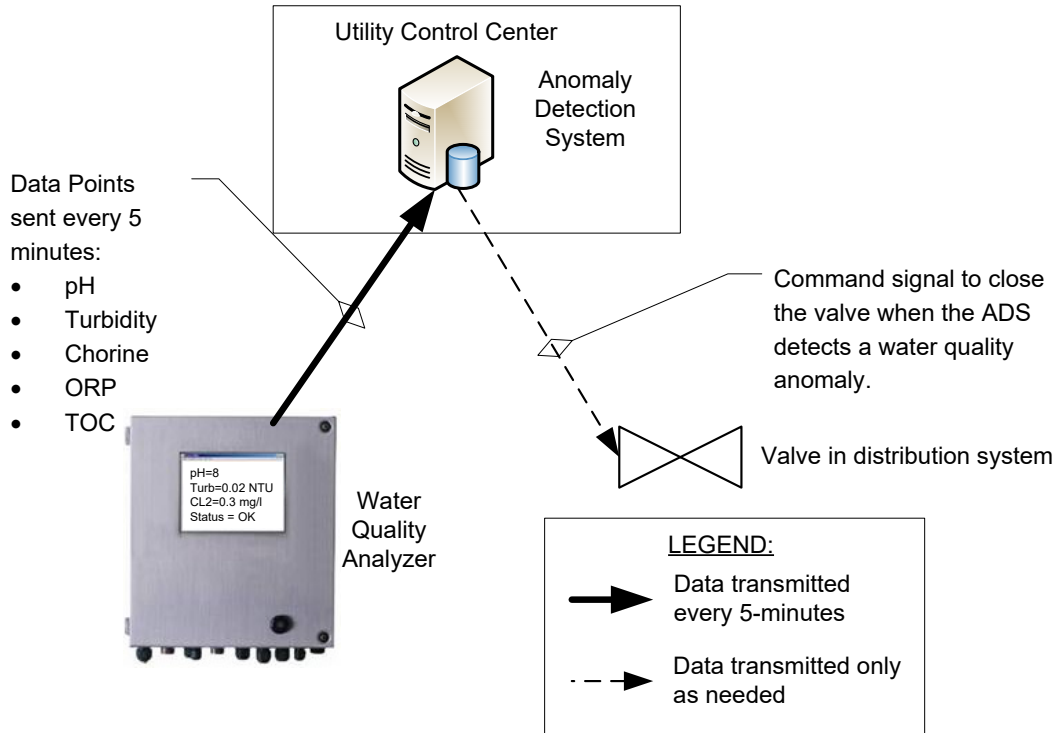 Utility Control Center
Anomaly
Detection
System
Data Points
sent every 5
minutes:
• pH
• Turbidity
• Chorine
• ORP
• TOC
Command signal to close
the valve when the ADS
detects a water quality
anomaly.
Valve in distribution system
pH=8
Turb=0.02 NTU
CL2=0.3 mg/l
Status = OK
Water
Quality
Analyzer
LEGEND:
Data transmitted
every 5-minutes
Data transmitted only
as needed